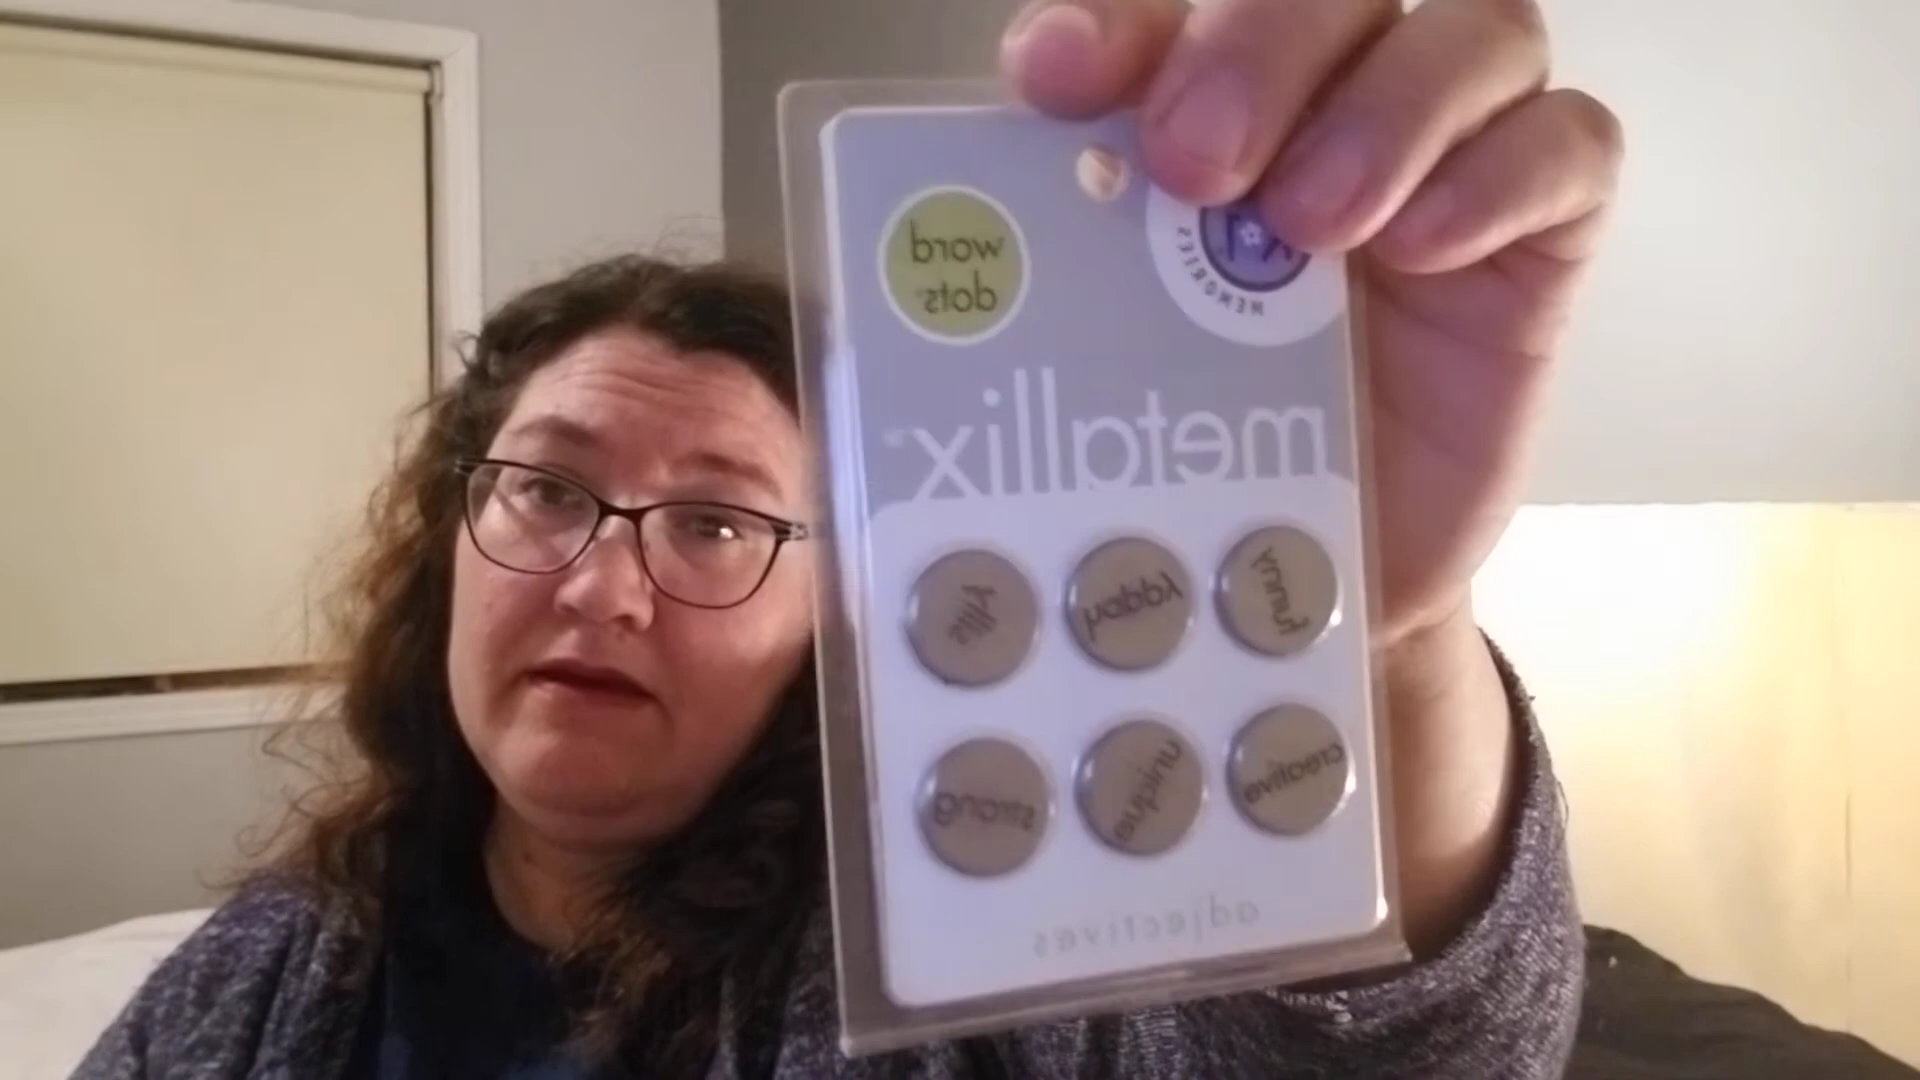 word
dots
MEMORIES
metallix
funny
happy
silly
creative
unique
strong
adjectives